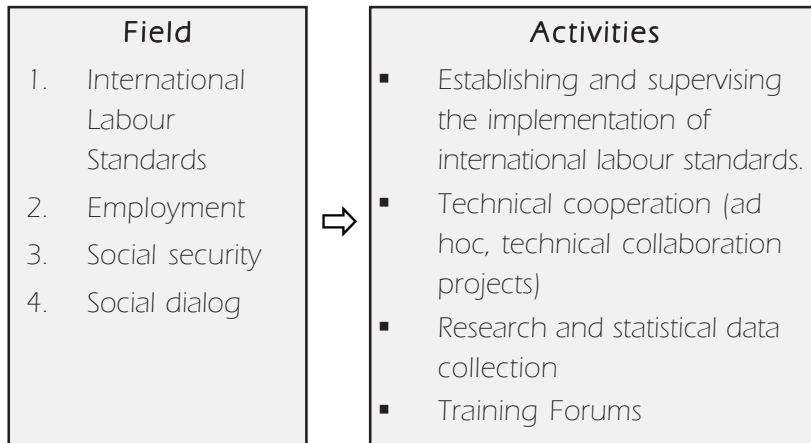 Field
1. International
Labour
Standards
2. Employment
3. Social security
4. Social dialog
⇨
Activities
▪ Establishing and supervising
the implementation of
international labour standards.
▪ Technical cooperation (ad
hoc, technical collaboration
projects)
▪ Research and statistical data
collection
▪ Training Forums